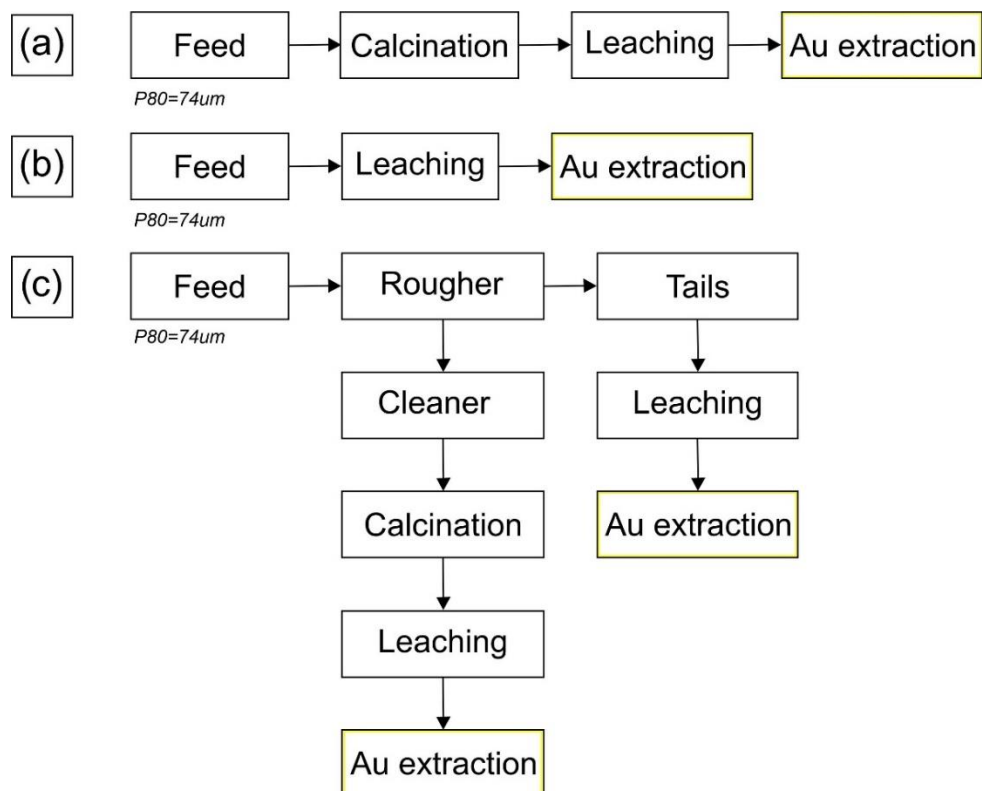 (a)
Feed
Calcination
Leaching
Au extraction
P80=74um
(b)
Feed
Leaching
Au extraction
P80=74um
(c)
Feed
Rougher
Tails
P80=74um
Cleaner
Leaching
Calcination
Au extraction
Leaching
Au extraction